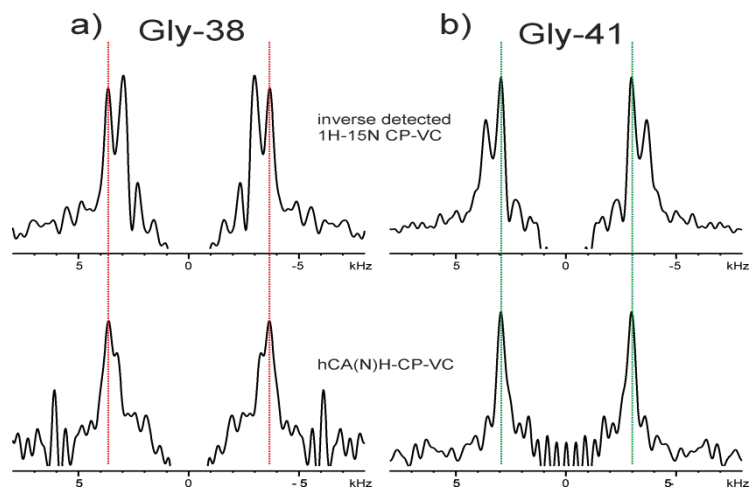 a) Gly-38
b) Gly-41
inverse detected
1H-15N CP-VC
5 0 -5 kHz
5 0 -5 kHz
hCA(N)H-CP-VC
5 0 - 5 kHz
5 0 5- kHz